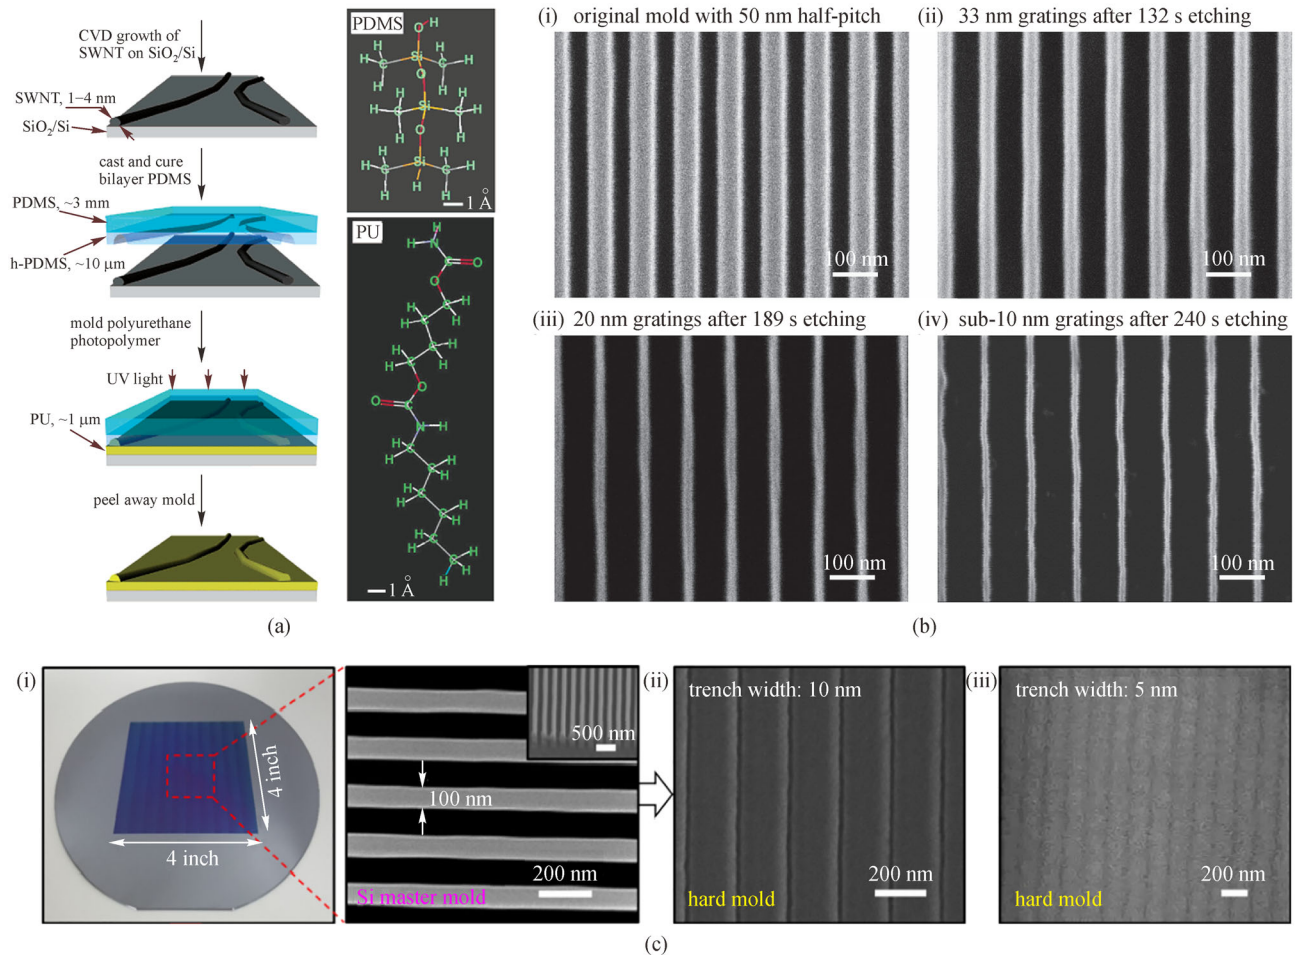 CVD growth of
SWNT on SiO2/Si
SWNT, 1−4 nm
SiO2/Si
cast and cure
bilayer PDMS
PDMS, ~3 mm
h-PDMS, ~10 μm
mold polyurethane
photopolymer
UV light
PU, ~1 μm
peel away mold
(a)
PDMS
O H
H H
H C Si C H
H O H
H H
H C Si C H
H O H
H H
H C Si C H
H H H
1 Å
PU
1 Å
(i) original mold with 50 nm half-pitch
100 nm
(ii) 33 nm gratings after 132 s etching
100 nm
(iii) 20 nm gratings after 189 s etching
100 nm
(iv) sub-10 nm gratings after 240 s etching
100 nm
(b)
(i)
4 inch
4 inch
500 nm
100 nm
200 nm
Si master mold
(ii)
trench width: 10 nm
200 nm
hard mold
(iii)
trench width: 5 nm
200 nm
hard mold
(c)